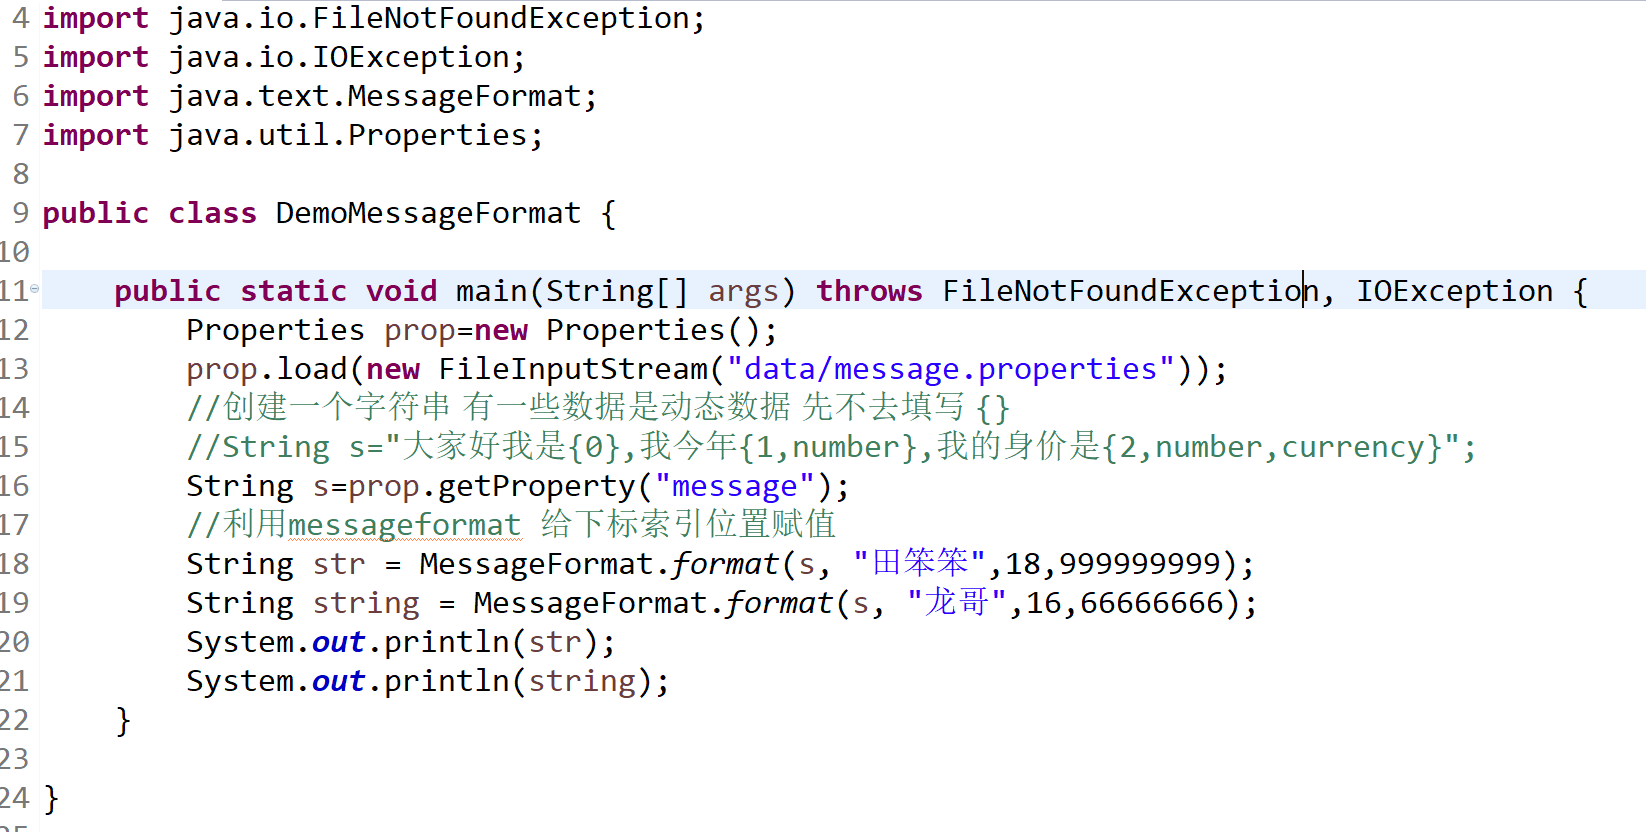 4 import java.io.FileNotFoundException;
5 import java.io.IOException;
6 import java.text.MessageFormat;
7 import java.util.Properties;
8
9 public class DemoMessageFormat {
10
11 public static void main(String[] args) throws FileNotFoundException, IOException {
12 Properties prop=new Properties();
13 prop.load(new FileInputStream("data/message.properties"));
14 //创建一个字符串 有一些数据是动态数据 先不去填写 {}
15 //String s="大家好我是{0},我今年{1,number},我的身价是{2,number,currency}";
16 String s=prop.getProperty("message");
17 //利用messageformat 给下标索引位置赋值
18 String str = MessageFormat.format(s, "田笨笨",18,999999999);
19 String string = MessageFormat.format(s, "龙哥",16,66666666);
20 System.out.println(str);
21 System.out.println(string);
22 }
23
24 }